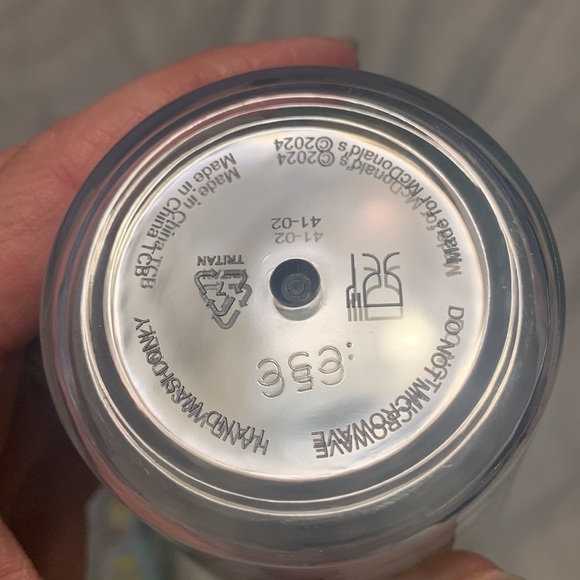 Made for McDonald's ©2024
Made in China TCB
41-02
TRITAN
HAND WASH ONLY
DO NOT MICROWAVE